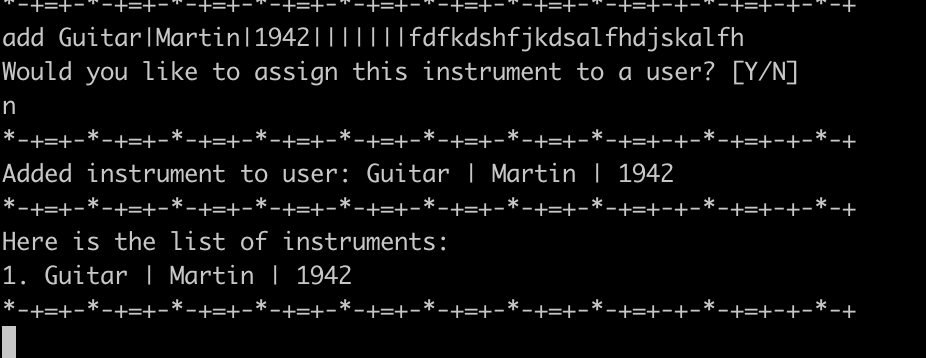 *-+=+-*-+=+-*-+=+-*-+=+-*-+=+-*-+=+-*-+=+-*-+=+-*-+=+-*-+=+-*-+
add Guitar|Martin|1942|||||||fdfkdshfjkdsalfhdjskalfh
Would you like to assign this instrument to a user? [Y/N]
n
*-+=+-*-+=+-*-+=+-*-+=+-*-+=+-*-+=+-*-+=+-*-+=+-*-+=+-*-+=+-*-+
Added instrument to user: Guitar | Martin | 1942
*-+=+-*-+=+-*-+=+-*-+=+-*-+=+-*-+=+-*-+=+-*-+=+-*-+=+-*-+=+-*-+
Here is the list of instruments:
1. Guitar | Martin | 1942
*-+=+-*-+=+-*-+=+-*-+=+-*-+=+-*-+=+-*-+=+-*-+=+-*-+=+-*-+=+-*-+